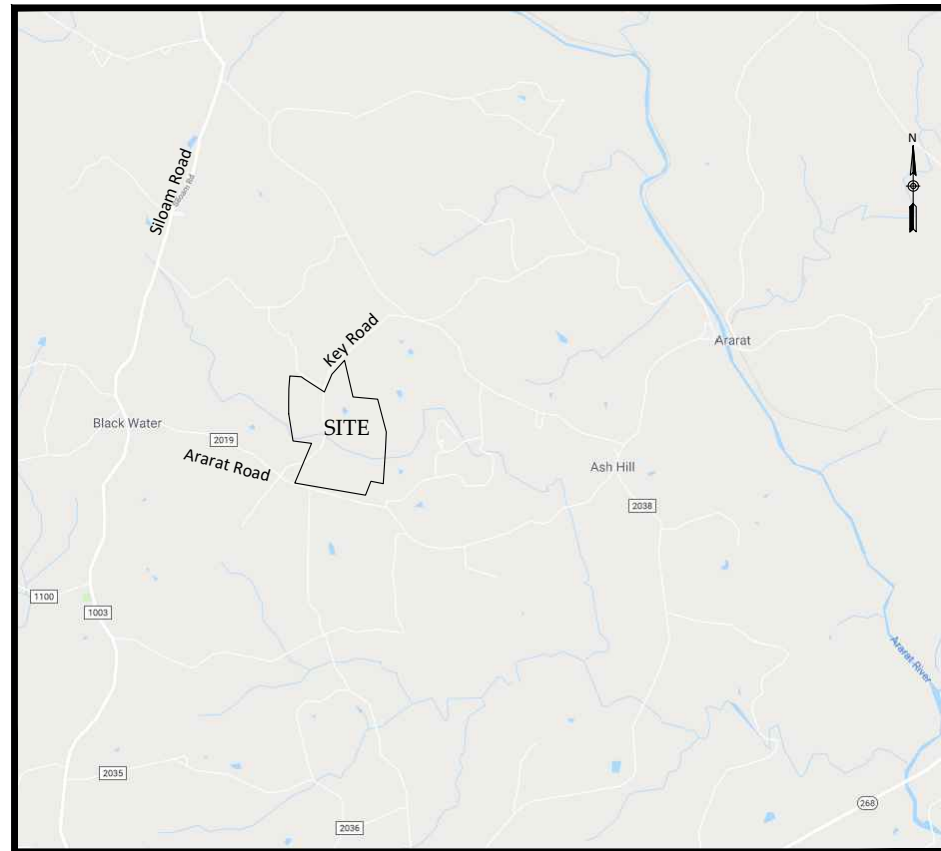 N
Siloam Road
Siloam Rd
Key Road
Ararat
Black Water
SITE
2019
Ararat Road
Ash Hill
2038
1100
1003
Ararat River
2035
268
2036